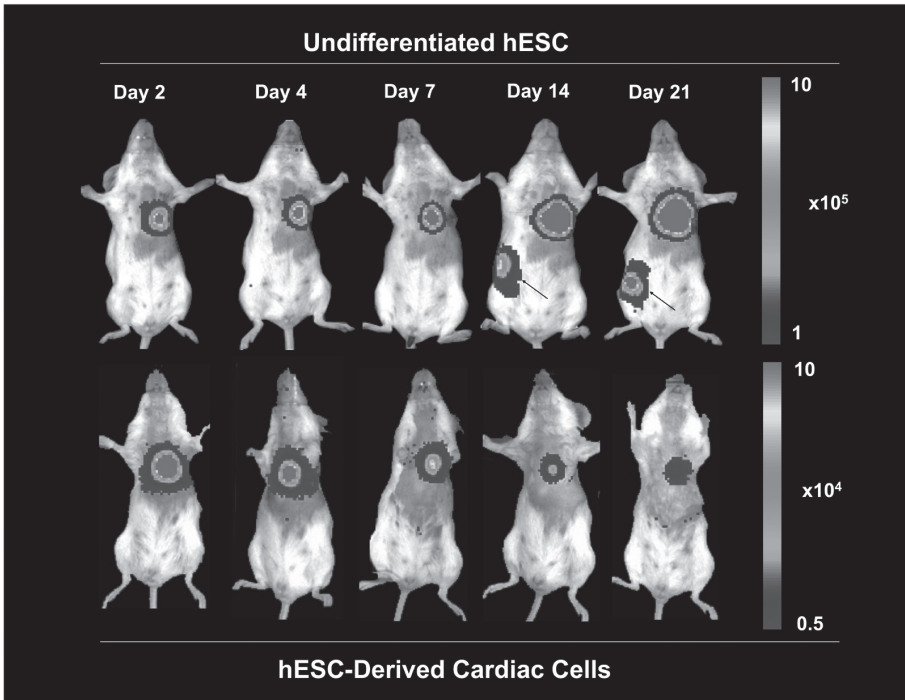 Undifferentiated hESC
Day 2 Day 4 Day 7 Day 14 Day 21
10
x10⁵
1
10
x10⁴
0.5
hESC-Derived Cardiac Cells